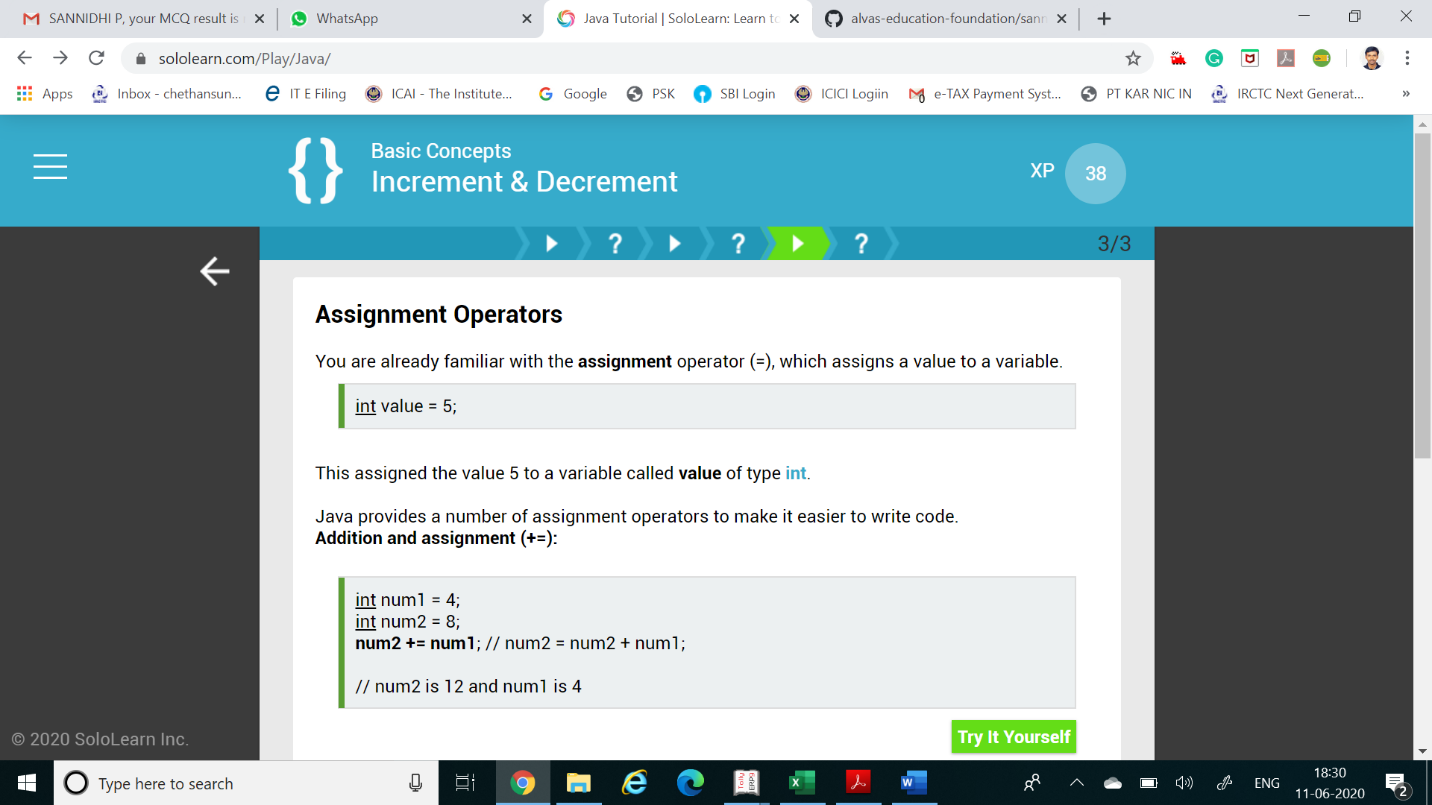 SANNIDHI P, your MCQ result is
WhatsApp
Java Tutorial | SoloLearn: Learn to
alvas-education-foundation/sann
sololearn.com/Play/Java/
Apps
Inbox - chethansun...
IT E Filing
ICAI - The Institute...
Google
PSK
SBI Login
ICICI Logiin
e-TAX Payment Syst...
PT KAR NIC IN
IRCTC Next Generat...
»
{}
Basic Concepts
Increment & Decrement
XP
38
? ? ?
3/3
Assignment Operators
You are already familiar with the assignment operator (=), which assigns a value to a variable.
int value = 5;
This assigned the value 5 to a variable called value of type int.
Java provides a number of assignment operators to make it easier to write code.
Addition and assignment (+=):
int num1 = 4;
int num2 = 8;
num2 += num1; // num2 = num2 + num1;
// num2 is 12 and num1 is 4
Try It Yourself
© 2020 SoloLearn Inc.
Type here to search
ENG
18:30
11-06-2020
2